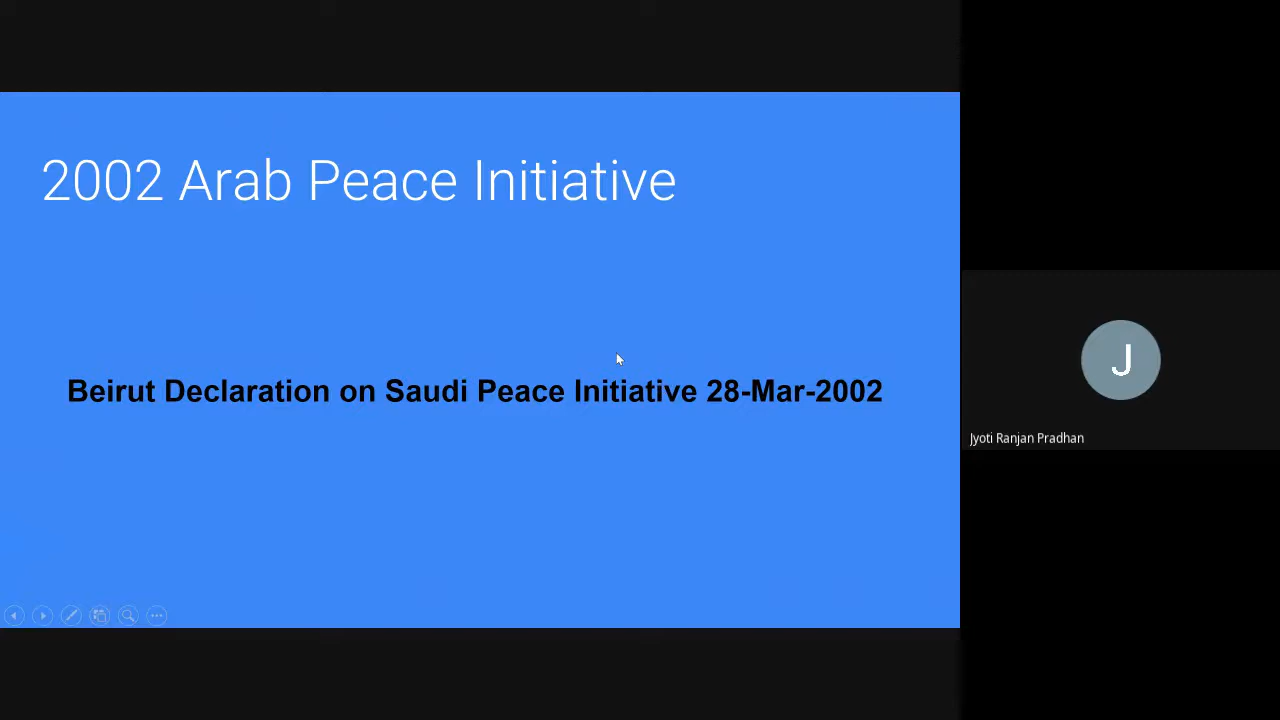 2002 Arab Peace Initiative
Beirut Declaration on Saudi Peace Initiative 28-Mar-2002
J
Jyoti Ranjan Pradhan